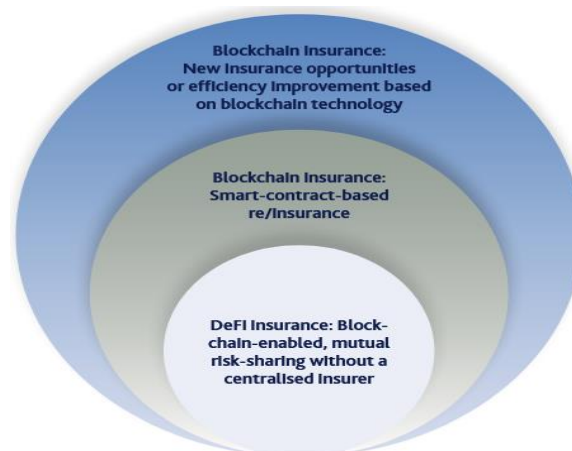 Blockchain Insurance:
New insurance opportunities
or efficiency improvement based
on blockchain technology
Blockchain Insurance:
Smart-contract-based
re/insurance
DeFi Insurance: Block-
chain-enabled, mutual
risk-sharing without a
centralised insurer